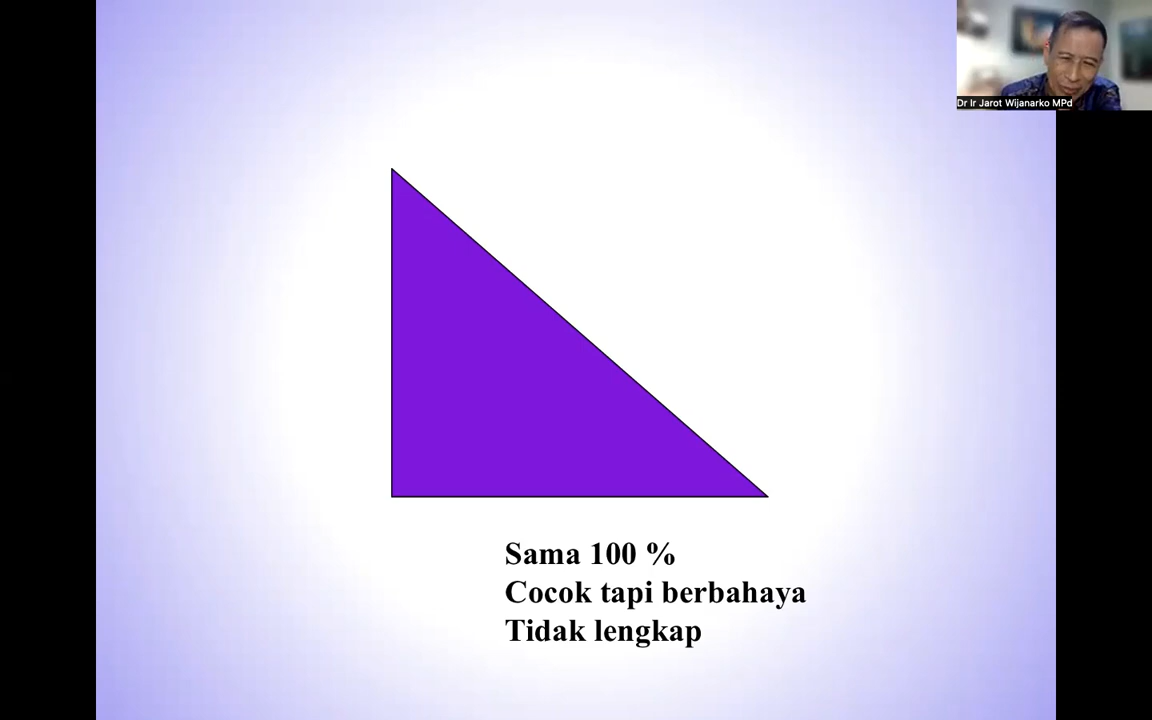 Dr Ir Jarot Wijanarko MPd
Sama 100 %
Cocok tapi berbahaya
Tidak lengkap